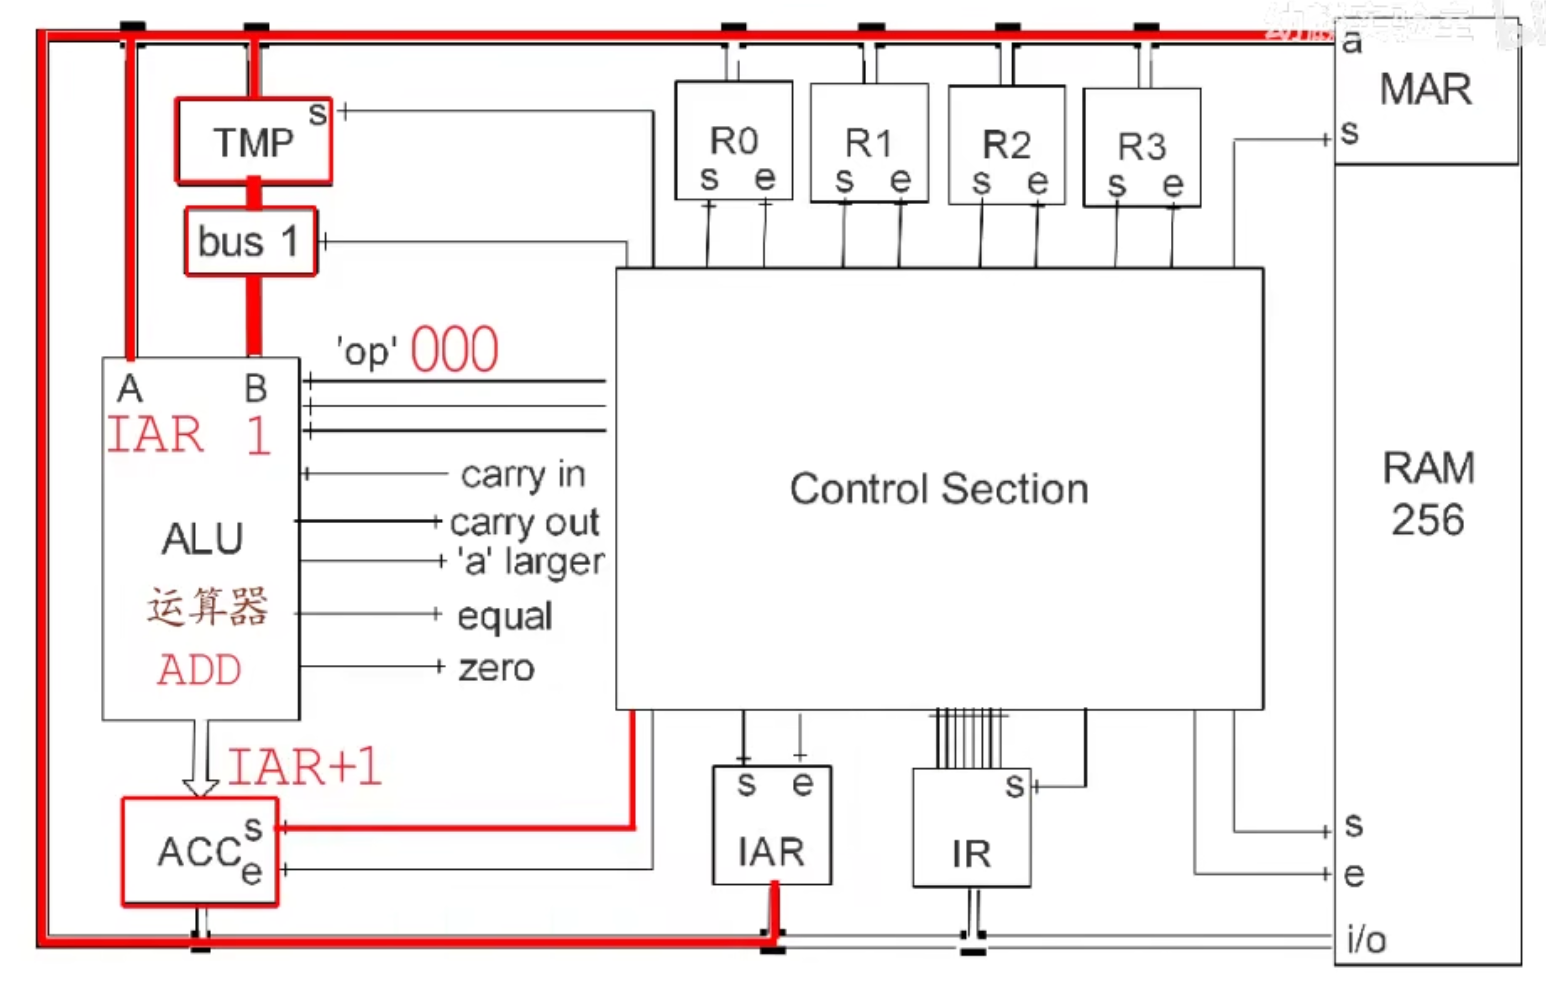 a
MAR
s
TMP
s
R0
s e
R1
s e
R2
s e
R3
s e
bus 1
'op' 000
A B
IAR 1
carry in
carry out
'a' larger
equal
zero
ALU
运算器
ADD
Control Section
RAM
256
IAR+1
ACC
s
e
s e
IAR
s
IR
s
e
i/o